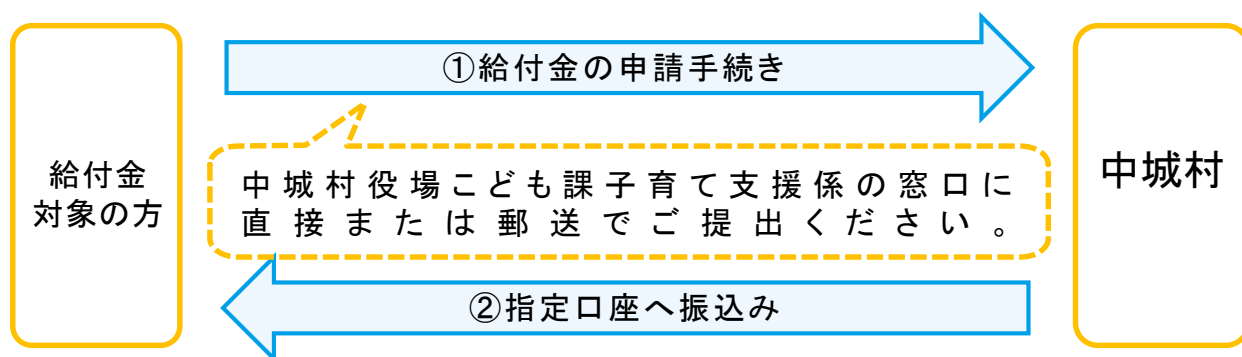 ①給付金の申請手続き
給付金
対象の方
中城村役場こども課子育て支援係の窓口に
直接または郵送でご提出ください。
中城村
②指定口座へ振込み